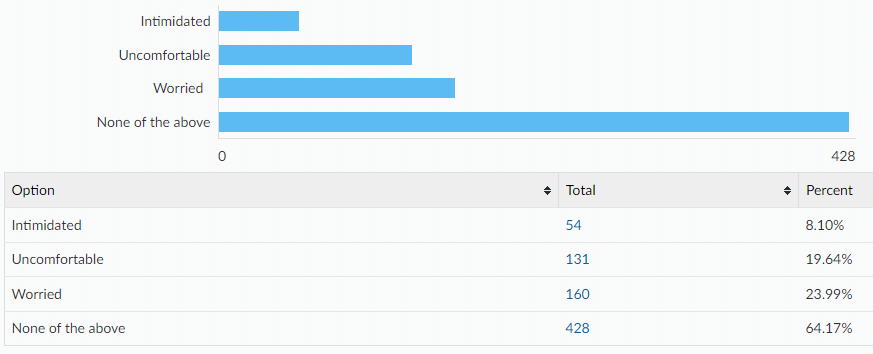 Intimidated
Uncomfortable
Worried
None of the above
0 428
Option Total Percent
Intimidated 54 8.10%
Uncomfortable 131 19.64%
Worried 160 23.99%
None of the above 428 64.17%